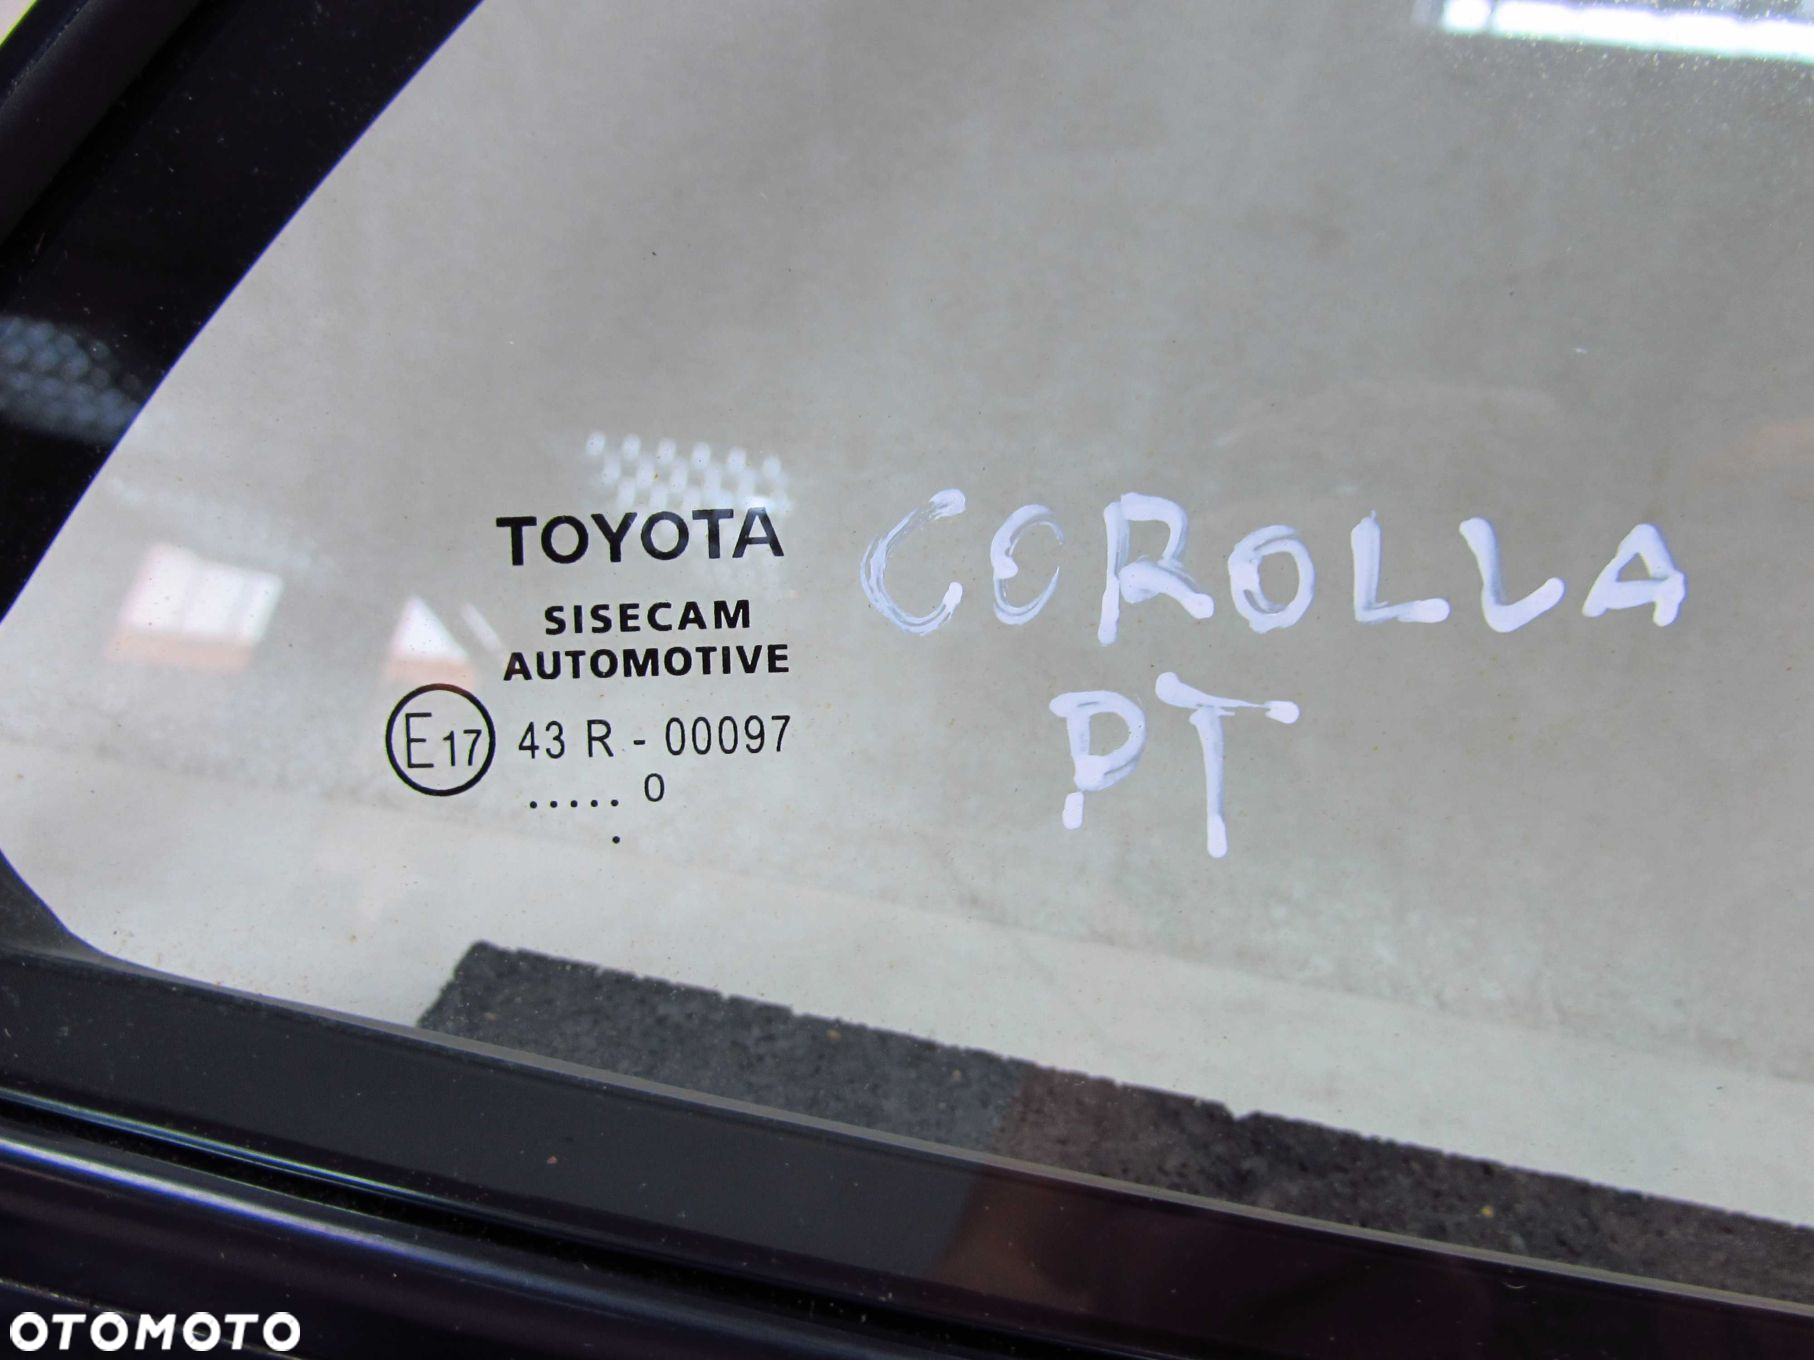 TOYOTA
SISECAM
AUTOMOTIVE
E17 43 R - 00097
..... 0
.
COROLLA
PT
OTOMOTO